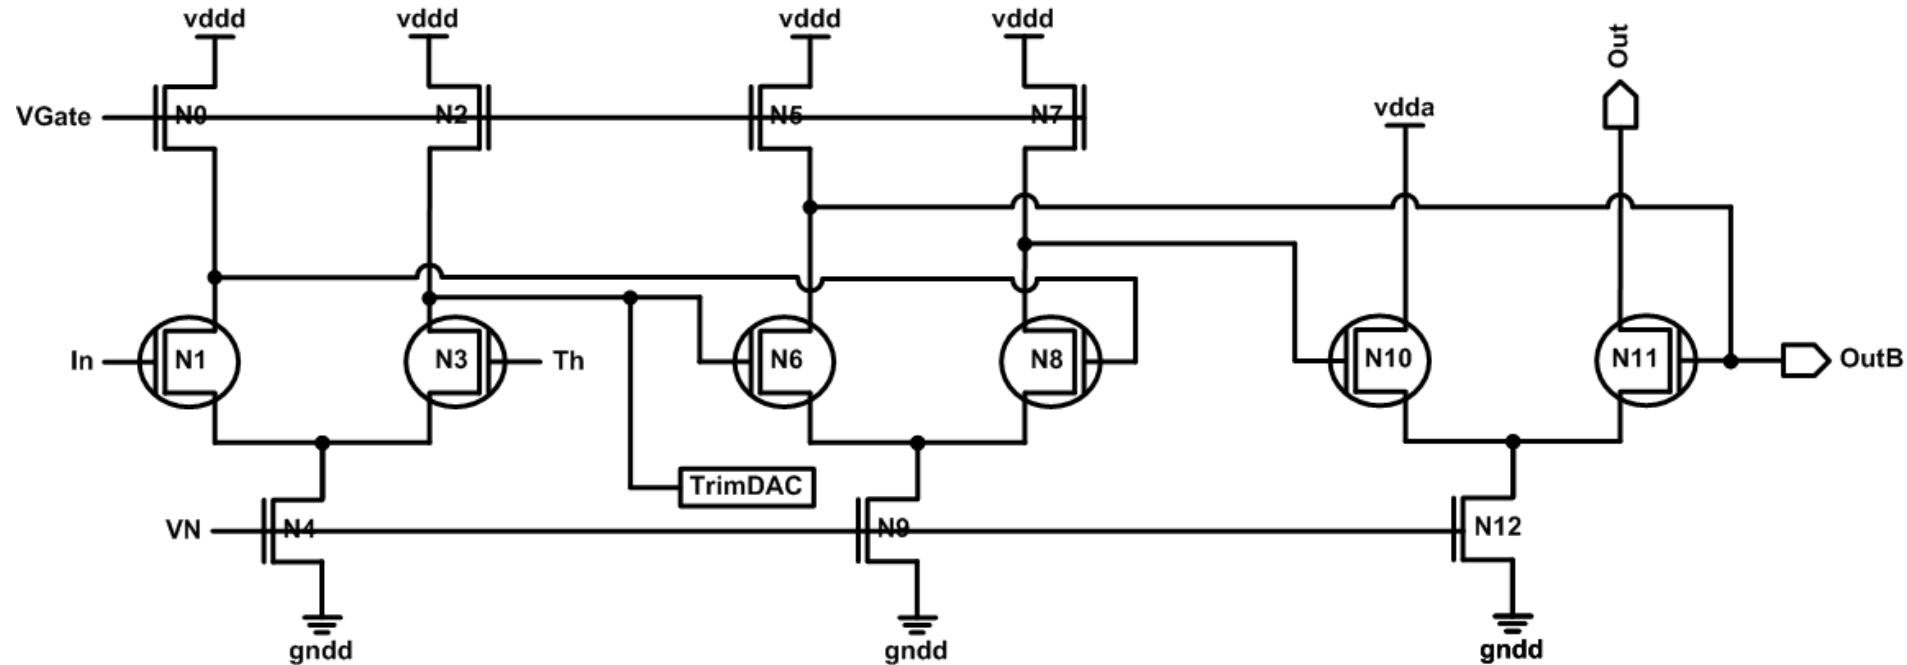 vddd
vddd
vddd
vddd
Out
VGate
N0
N2
N5
N7
vdda
In
N1
N3
Th
N6
N8
N10
N11
OutB
TrimDAC
VN
N4
N9
N12
gndd
gndd
gndd